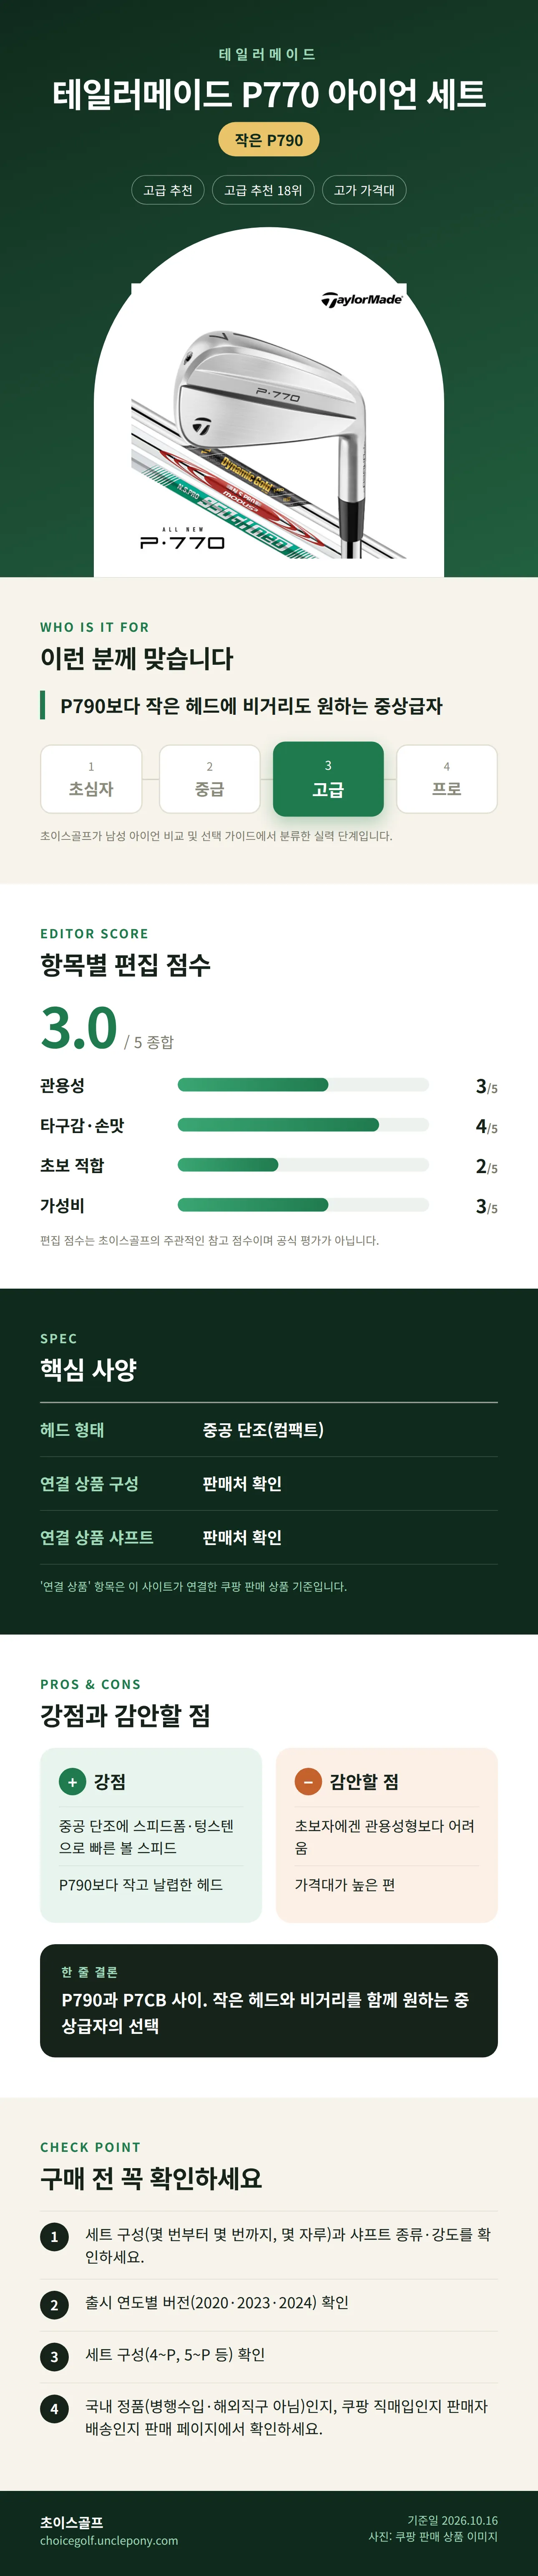 테일러메이드
테일러메이드 P770 아이언 세트
작은 P790
고급 추천
고급 추천 18위
고가 가격대
TaylorMade
P·770
Dynamic Gold
MODUS³
N.S.PRO 950GH neo
ALL NEW
P·770
WHO IS IT FOR
이런 분께 맞습니다
P790보다 작은 헤드에 비거리도 원하는 중상급자
1
초심자
2
중급
3
고급
4
프로
초이스골프가 남성 아이언 비교 및 선택 가이드에서 분류한 실력 단계입니다.
EDITOR SCORE
항목별 편집 점수
3.0 / 5 종합
관용성 3/5
타구감·손맛 4/5
초보 적합 2/5
가성비 3/5
편집 점수는 초이스골프의 주관적인 참고 점수이며 공식 평가가 아닙니다.
SPEC
핵심 사양
헤드 형태 중공 단조(컴팩트)
연결 상품 구성 판매처 확인
연결 상품 샤프트 판매처 확인
'연결 상품' 항목은 이 사이트가 연결한 쿠팡 판매 상품 기준입니다.
PROS & CONS
강점과 감안할 점
+ 강점
중공 단조에 스피드폼·텅스텐
으로 빠른 볼 스피드
P790보다 작고 날렵한 헤드
− 감안할 점
초보자에겐 관용성형보다 어려
움
가격대가 높은 편
한 줄 결론
P790과 P7CB 사이. 작은 헤드와 비거리를 함께 원하는 중
상급자의 선택
CHECK POINT
구매 전 꼭 확인하세요
1 세트 구성(몇 번부터 몇 번까지, 몇 자루)과 샤프트 종류·강도를 확
인하세요.
2 출시 연도별 버전(2020·2023·2024) 확인
3 세트 구성(4~P, 5~P 등) 확인
4 국내 정품(병행수입·해외직구 아님)인지, 쿠팡 직매입인지 판매자
배송인지 판매 페이지에서 확인하세요.
초이스골프
choicegolf.unclepony.com
기준일 2026.10.16
사진: 쿠팡 판매 상품 이미지